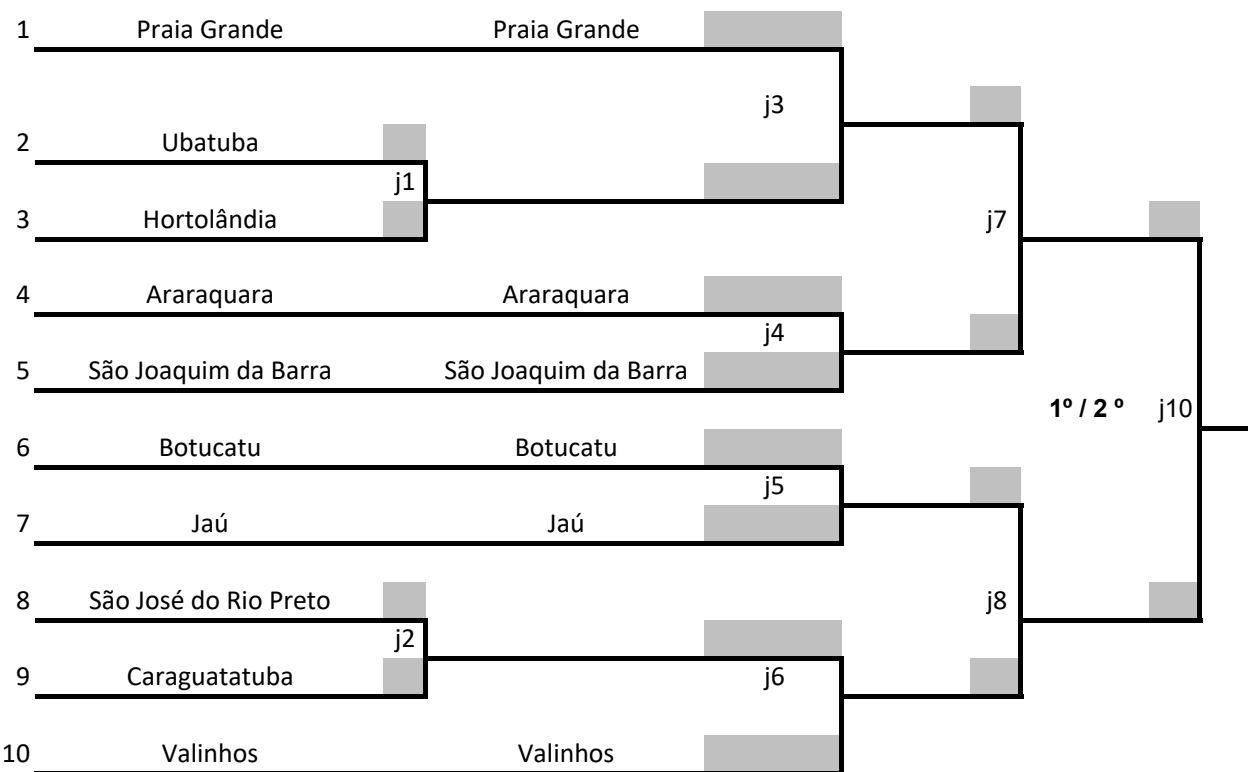 1 Praia Grande Praia Grande
j3
2 Ubatuba
j1
3 Hortolândia j7
4 Araraquara Araraquara
j4
5 São Joaquim da Barra São Joaquim da Barra
1º / 2 º j10
6 Botucatu Botucatu
j5
7 Jaú Jaú
8 São José do Rio Preto j8
j2
9 Caraguatatuba j6
10 Valinhos Valinhos